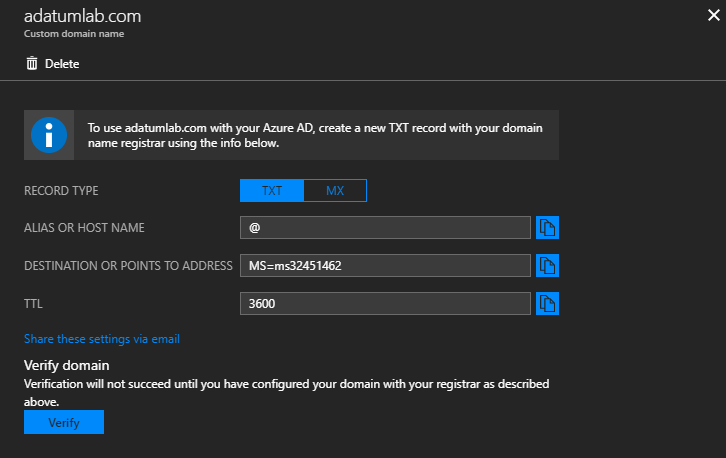 adatumlab.com
Custom domain name
Delete
To use adatumlab.com with your Azure AD, create a new TXT record with your domain
name registrar using the info below.
RECORD TYPE TXT MX
ALIAS OR HOST NAME @
DESTINATION OR POINTS TO ADDRESS MS=ms32451462
TTL 3600
Share these settings via email
Verify domain
Verification will not succeed until you have configured your domain with your registrar as described
above.
Verify